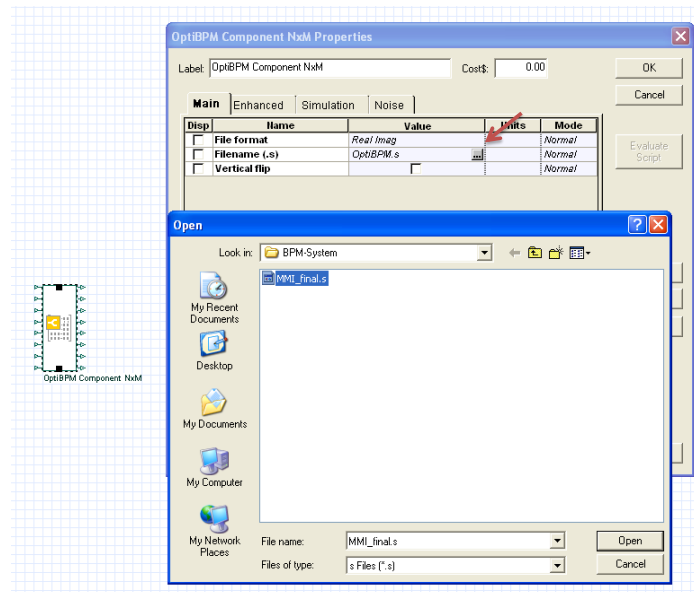 OptiBPM Component NxM Properties
Label: OptiBPM Component NxM Cost$: 0.00 OK
Cancel
Main Enhanced Simulation Noise
Disp Name Value Units Mode
File format Real Imag Normal
Filename (.s) OptiBPM.s ... Normal
Vertical flip Normal
Evaluate
Script
Open
Look in: BPM-System
MMI_final.s
My Recent
Documents
Desktop
My Documents
My Computer
My Network
Places
File name: MMI_final.s Open
Files of type: s Files (*.s) Cancel
OptiBPM Component NxM